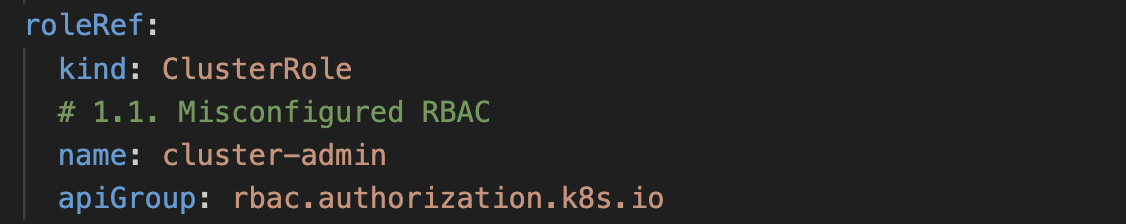 roleRef:
  kind: ClusterRole
  # 1.1. Misconfigured RBAC
  name: cluster-admin
  apiGroup: rbac.authorization.k8s.io